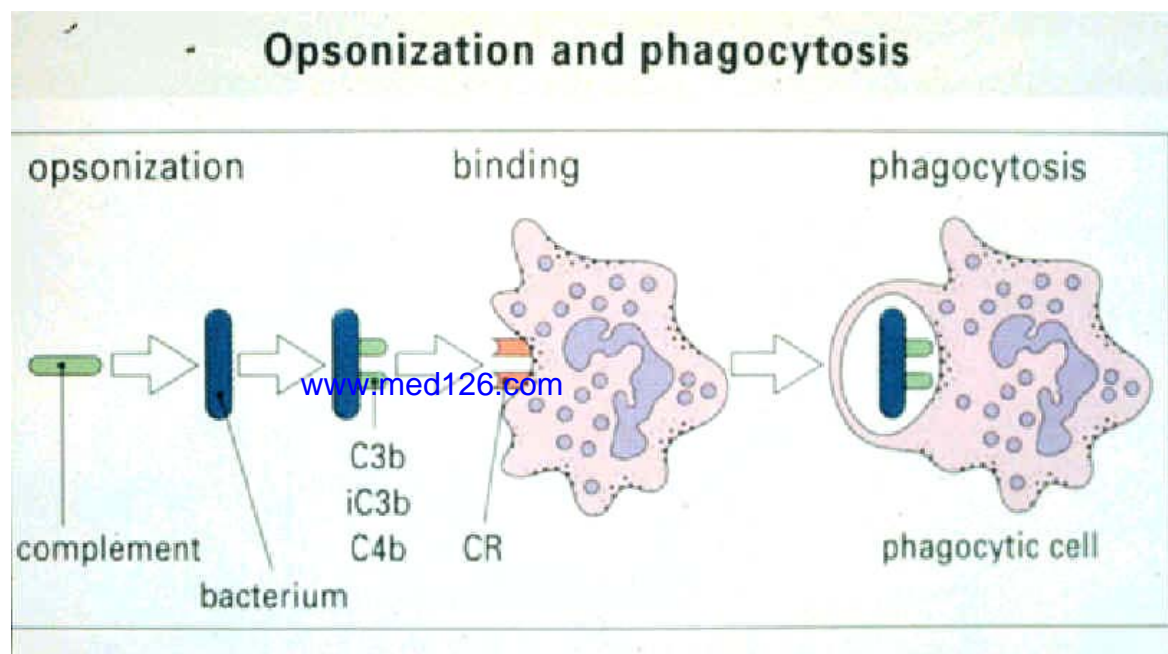 Opsonization and phagocytosis
opsonization
binding
phagocytosis
www.med126.com
C3b
iC3b
C4b
CR
complement
bacterium
phagocytic cell